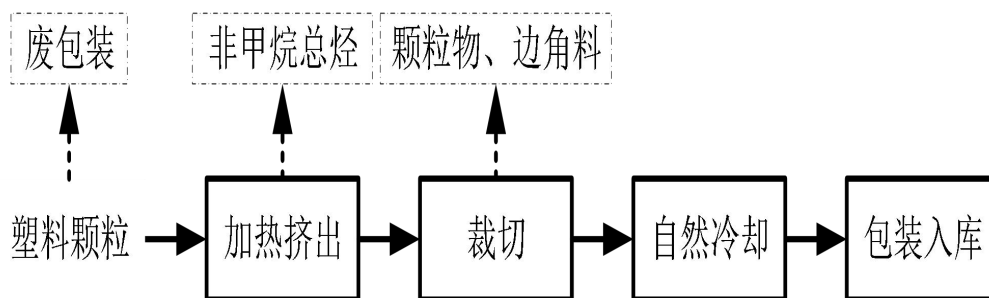 废包装
非甲烷总烃
颗粒物、边角料
塑料颗粒
加热挤出
裁切
自然冷却
包装入库